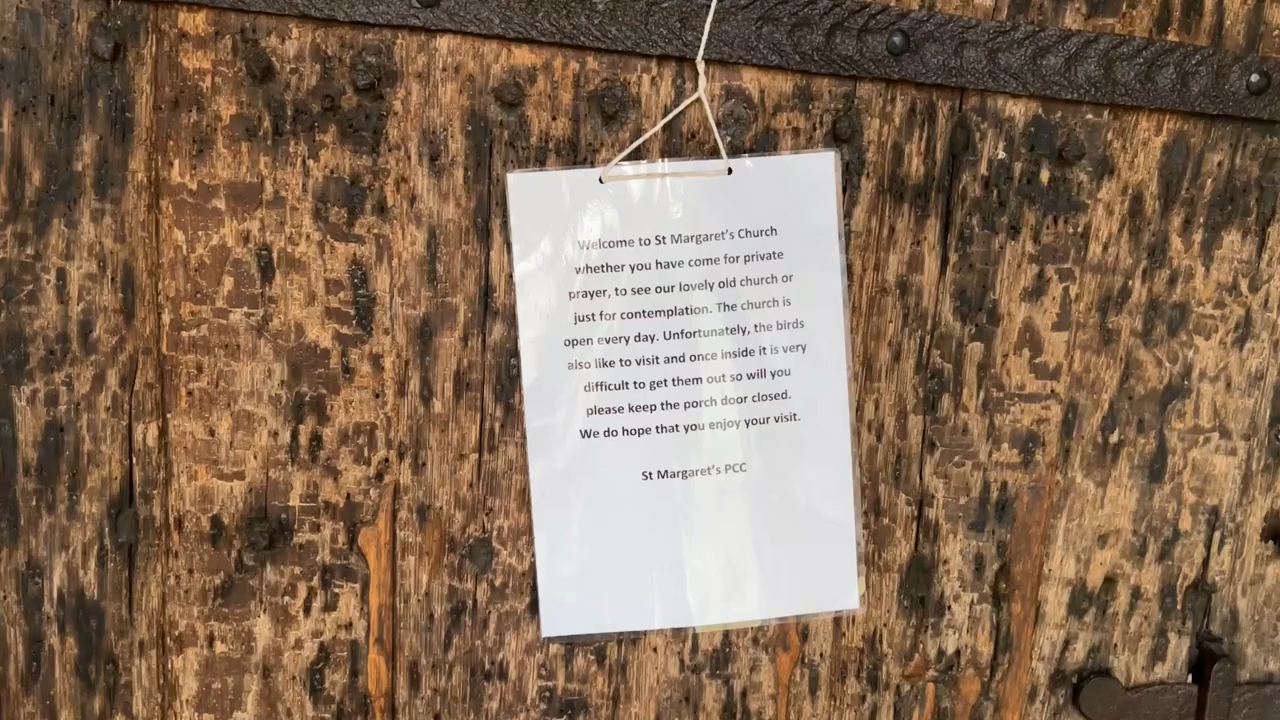 Welcome to St Margaret's Church
whether you have come for private
prayer, to see our lovely old church or
just for contemplation. The church is
open every day. Unfortunately, the birds
also like to visit and once inside it is very
difficult to get them out so will you
please keep the porch door closed.
We do hope that you enjoy your visit.
St Margaret's PCC